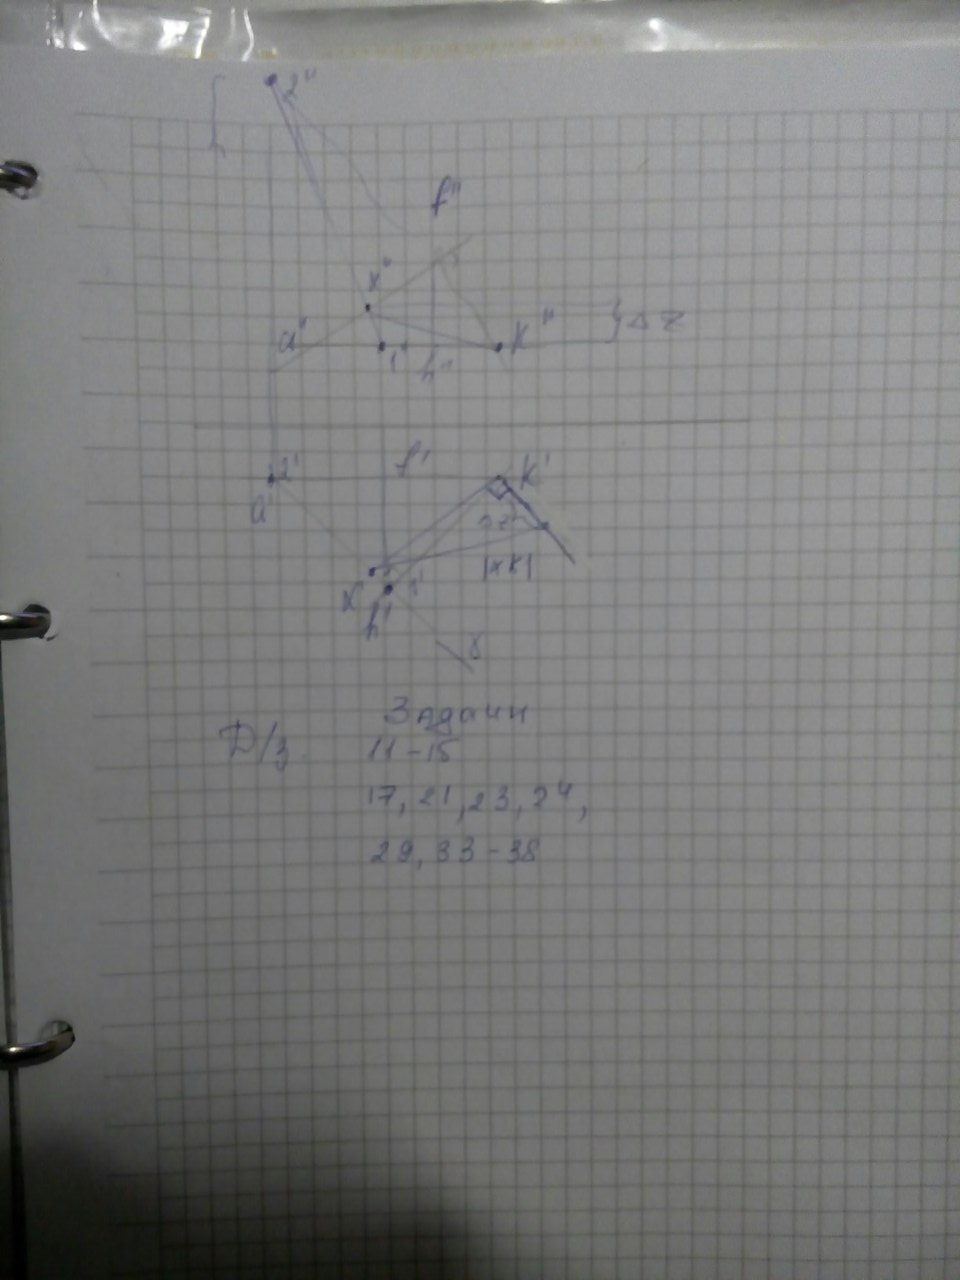 2"
f"
x"
a"
K"
Δz
1"
h"
2'
f'
K'
a'
Δz
|xK|
x'
1'
h'
Задачи
Д/з 11-15
17, 21, 23, 24,
29, 33-38